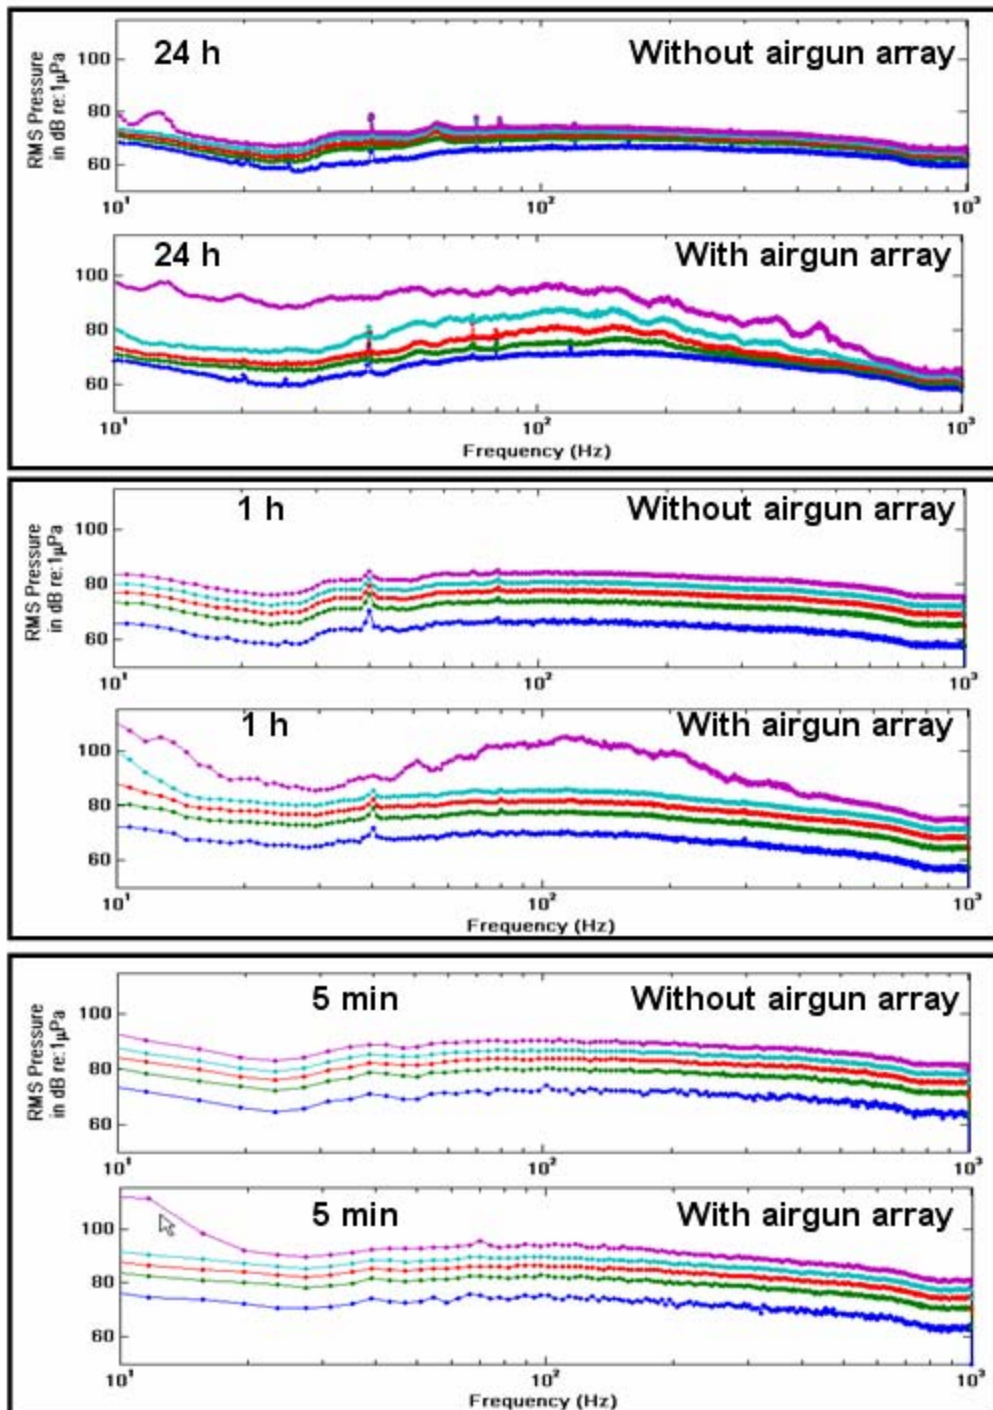 24 h Without airgun array
RMS Pressure
in dB re:1µPa
100
80
60
10¹ 10² 10³
24 h With airgun array
100
80
60
10¹ 10² 10³
Frequency (Hz)
1 h Without airgun array
RMS Pressure
in dB re:1µPa
100
80
60
10¹ 10² 10³
1 h With airgun array
100
80
60
10¹ 10² 10³
Frequency (Hz)
5 min Without airgun array
RMS Pressure
in dB re:1µPa
100
80
60
10¹ 10² 10³
5 min With airgun array
100
80
60
10¹ 10² 10³
Frequency (Hz)